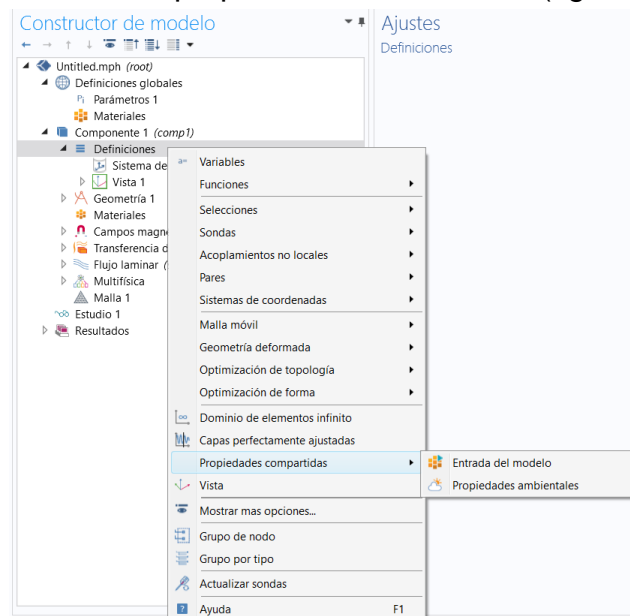 Constructor de modelo
Untitled.mph (root)
Definiciones globales
Pi Parámetros 1
Materiales
Componente 1 (comp1)
Definiciones
Sistema de
Vista 1
Geometría 1
Materiales
Campos magne
Transferencia d
Flujo laminar (
Multifísica
Malla 1
Estudio 1
Resultados
Ajustes
Definiciones
a= Variables
Funciones
Selecciones
Sondas
Acoplamientos no locales
Pares
Sistemas de coordenadas
Malla móvil
Geometría deformada
Optimización de topología
Optimización de forma
Dominio de elementos infinito
Capas perfectamente ajustadas
Propiedades compartidas
Vista
Mostrar mas opciones...
Grupo de nodo
Grupo por tipo
Actualizar sondas
Ayuda F1
Entrada del modelo
Propiedades ambientales